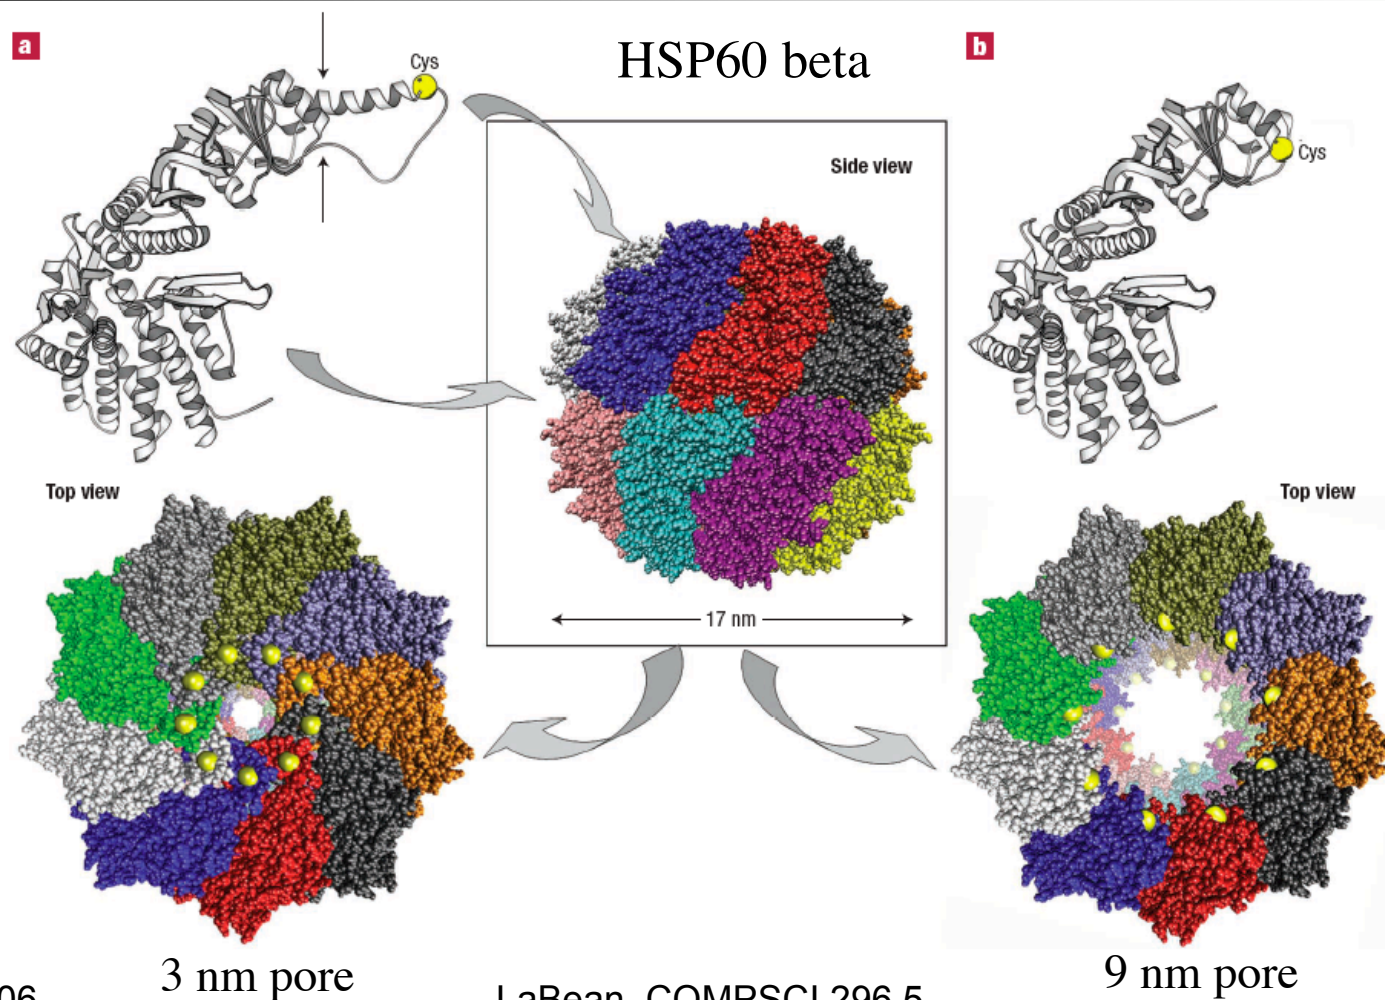 a
Cys
HSP60 beta
b
Side view
Cys
17 nm
Top view
Top view
3 nm pore
9 nm pore
06
LaBean COMPSCI 296.5